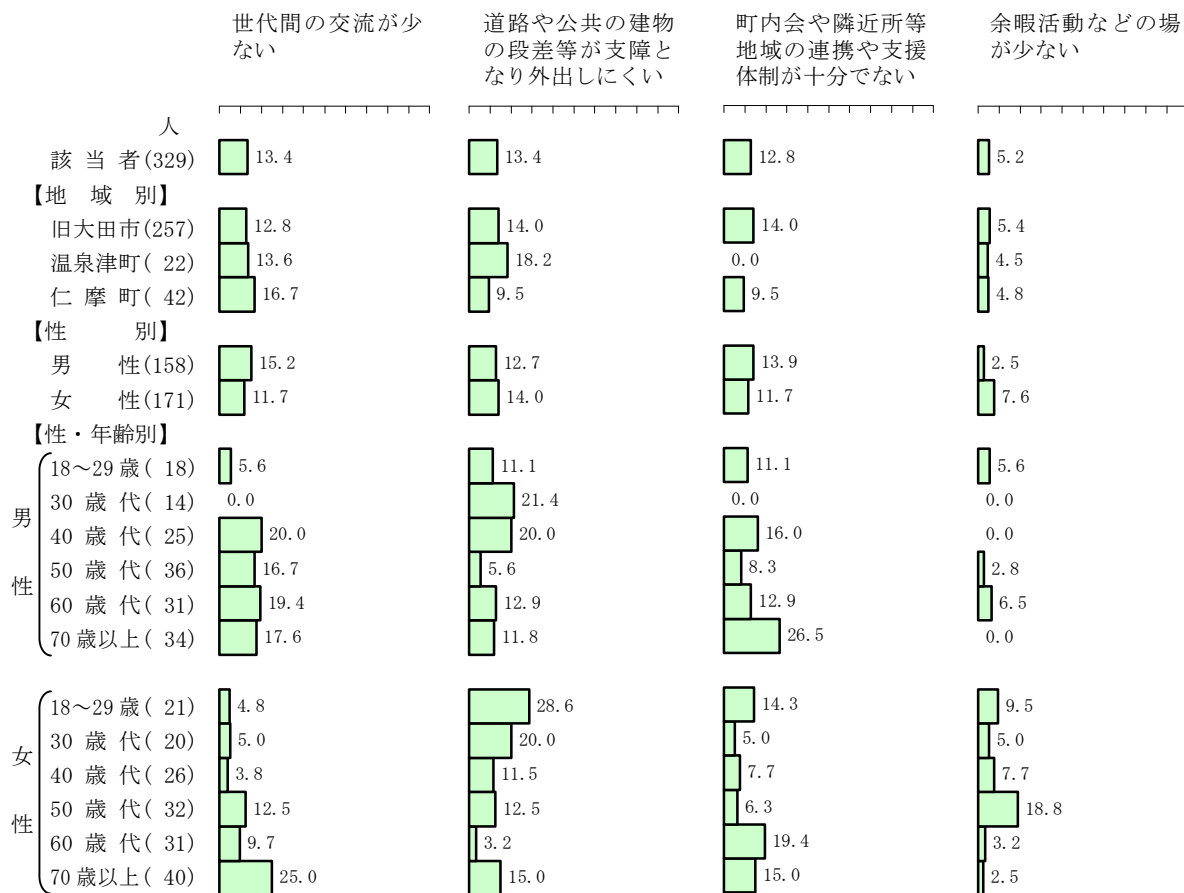 世代間の交流が少
ない
道路や公共の建物
の段差等が支障と
なり外出しにくい
町内会や隣近所等
地域の連携や支援
体制が十分でない
余暇活動などの場
が少ない
人
該 当 者(329) 13.4 13.4 12.8 5.2
【地 域 別】
旧大田市(257) 12.8 14.0 14.0 5.4
温泉津町( 22) 13.6 18.2 0.0 4.5
仁 摩 町( 42) 16.7 9.5 9.5 4.8
【性 別】
男 性(158) 15.2 12.7 13.9 2.5
女 性(171) 11.7 14.0 11.7 7.6
【性・年齢別】
男性
18～29 歳( 18) 5.6 11.1 11.1 5.6
30 歳 代( 14) 0.0 21.4 0.0 0.0
40 歳 代( 25) 20.0 20.0 16.0 0.0
50 歳 代( 36) 16.7 5.6 8.3 2.8
60 歳 代( 31) 19.4 12.9 12.9 6.5
70 歳以上( 34) 17.6 11.8 26.5 0.0
女性
18～29 歳( 21) 4.8 28.6 14.3 9.5
30 歳 代( 20) 5.0 20.0 5.0 5.0
40 歳 代( 26) 3.8 11.5 7.7 7.7
50 歳 代( 32) 12.5 12.5 6.3 18.8
60 歳 代( 31) 9.7 3.2 19.4 3.2
70 歳以上( 40) 25.0 15.0 15.0 2.5